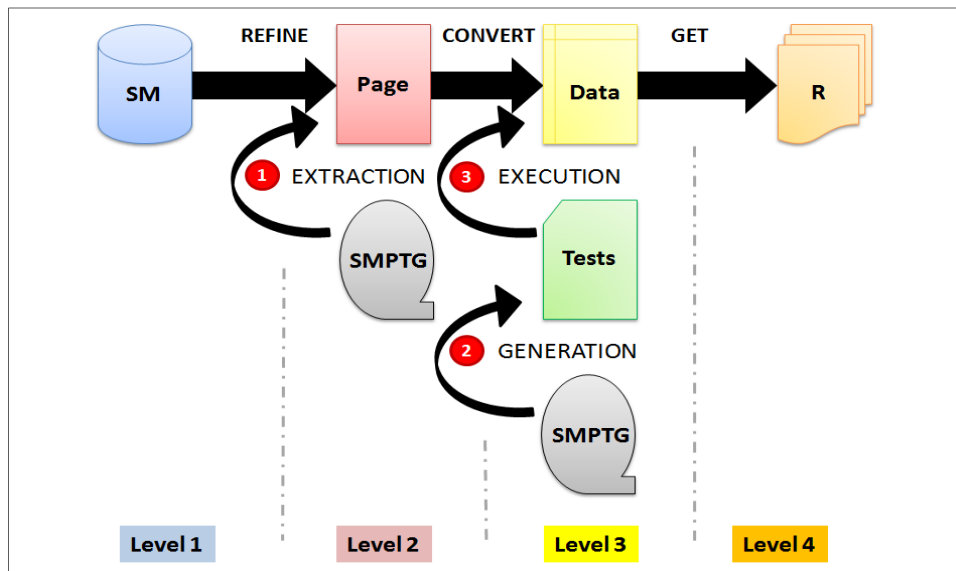 REFINE
CONVERT
GET
SM
Page
Data
R
1 EXTRACTION
3 EXECUTION
SMPTG
Tests
2 GENERATION
SMPTG
Level 1
Level 2
Level 3
Level 4